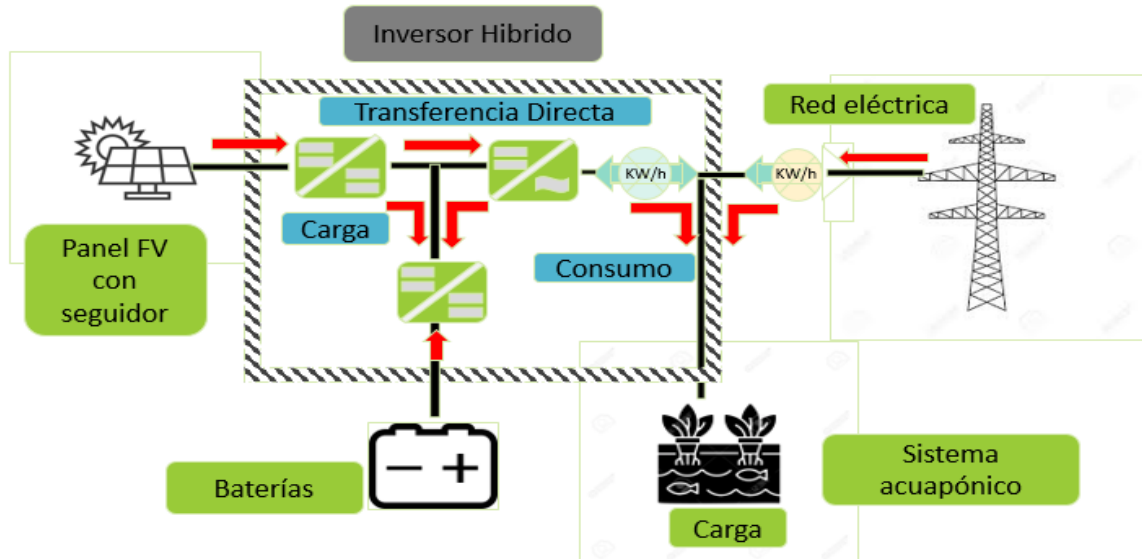 Inversor Hibrido
Transferencia Directa
Red eléctrica
KW/h
KW/h
Carga
Consumo
Panel FV
con
seguidor
Baterías
Sistema
acuapónico
Carga